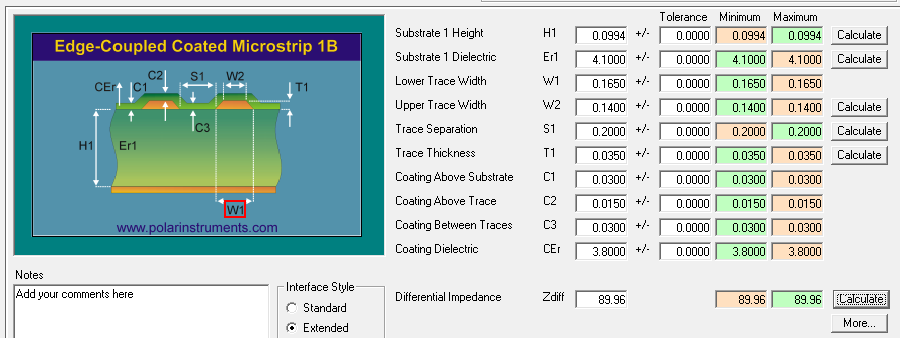 Edge-Coupled Coated Microstrip 1B
CEr C1 C2 S1 W2 T1
C3
H1 Er1
W1
www.polarinstruments.com
Tolerance Minimum Maximum
Substrate 1 Height H1 0.0994 +/- 0.0000 0.0994 0.0994 Calculate
Substrate 1 Dielectric Er1 4.1000 +/- 0.0000 4.1000 4.1000 Calculate
Lower Trace Width W1 0.1650 +/- 0.0000 0.1650 0.1650
Upper Trace Width W2 0.1400 +/- 0.0000 0.1400 0.1400 Calculate
Trace Separation S1 0.2000 +/- 0.0000 0.2000 0.2000 Calculate
Trace Thickness T1 0.0350 +/- 0.0000 0.0350 0.0350 Calculate
Coating Above Substrate C1 0.0300 +/- 0.0000 0.0300 0.0300
Coating Above Trace C2 0.0150 +/- 0.0000 0.0150 0.0150
Coating Between Traces C3 0.0300 +/- 0.0000 0.0300 0.0300
Coating Dielectric CEr 3.8000 +/- 0.0000 3.8000 3.8000
Notes
Add your comments here
Interface Style
Standard
Extended
Differential Impedance Zdiff 89.96 89.96 89.96 Calculate
More...